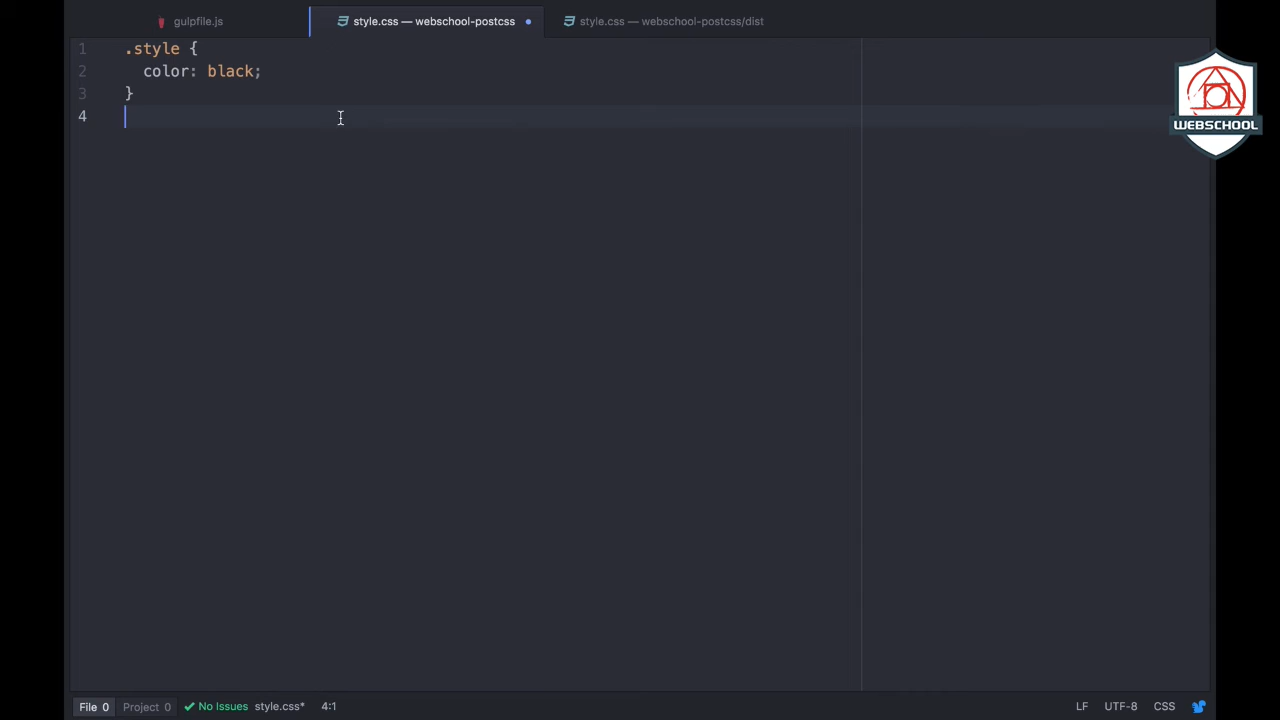 gulpfile.js
style.css — webschool-postcss
style.css — webschool-postcss/dist
1 .style {
2 color: black;
3 }
4
WEBSCHOOL
File 0 Project 0 No Issues style.css* 4:1 LF UTF-8 CSS